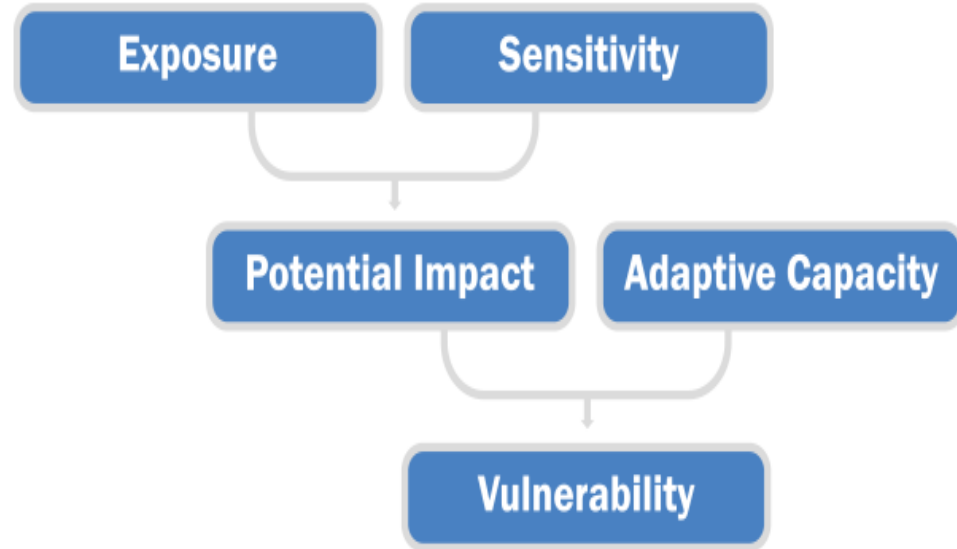 Exposure
Sensitivity
Potential Impact
Adaptive Capacity
Vulnerability